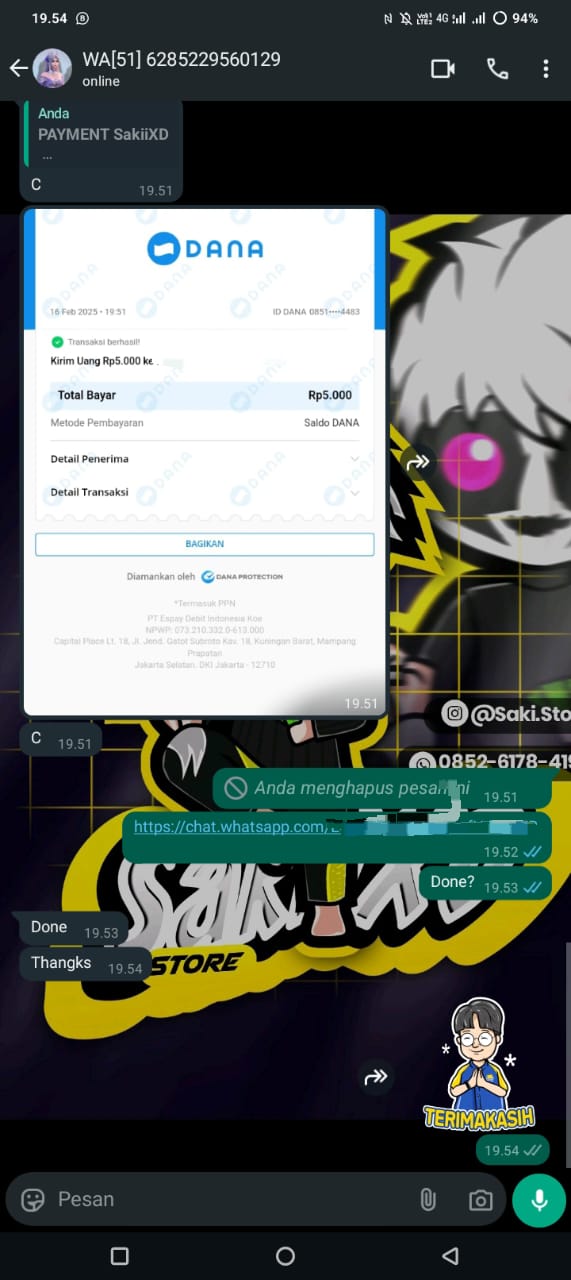 19.54
4G
94%
WA[51] 6285229560129
online
Anda
PAYMENT SakiiXD
...
C
19.51
DANA
16 Feb 2025 • 19:51
ID DANA 0851••••4483
Transaksi berhasil!
Kirim Uang Rp5.000 ke
Total Bayar
Rp5.000
Metode Pembayaran
Saldo DANA
Detail Penerima
Detail Transaksi
BAGIKAN
Diamankan oleh DANA PROTECTION
*Termasuk PPN
PT Espay Debit Indonesia Koe
NPWP: 073.210.332.0-613.000
Capital Place Lt. 18, Jl. Jend. Gatot Subroto Kav. 18, Kuningan Barat, Mampang
Prapatan
Jakarta Selatan. DKI Jakarta - 12710
19.51
@Saki.Sto
C
19.51
0852-6178-419
Anda menghapus pesan ini
19.51
https://chat.whatsapp.com/
19.52
Done?
19.53
Done
19.53
Thangks
19.54
STORE
TERIMAKASIH
19.54
Pesan